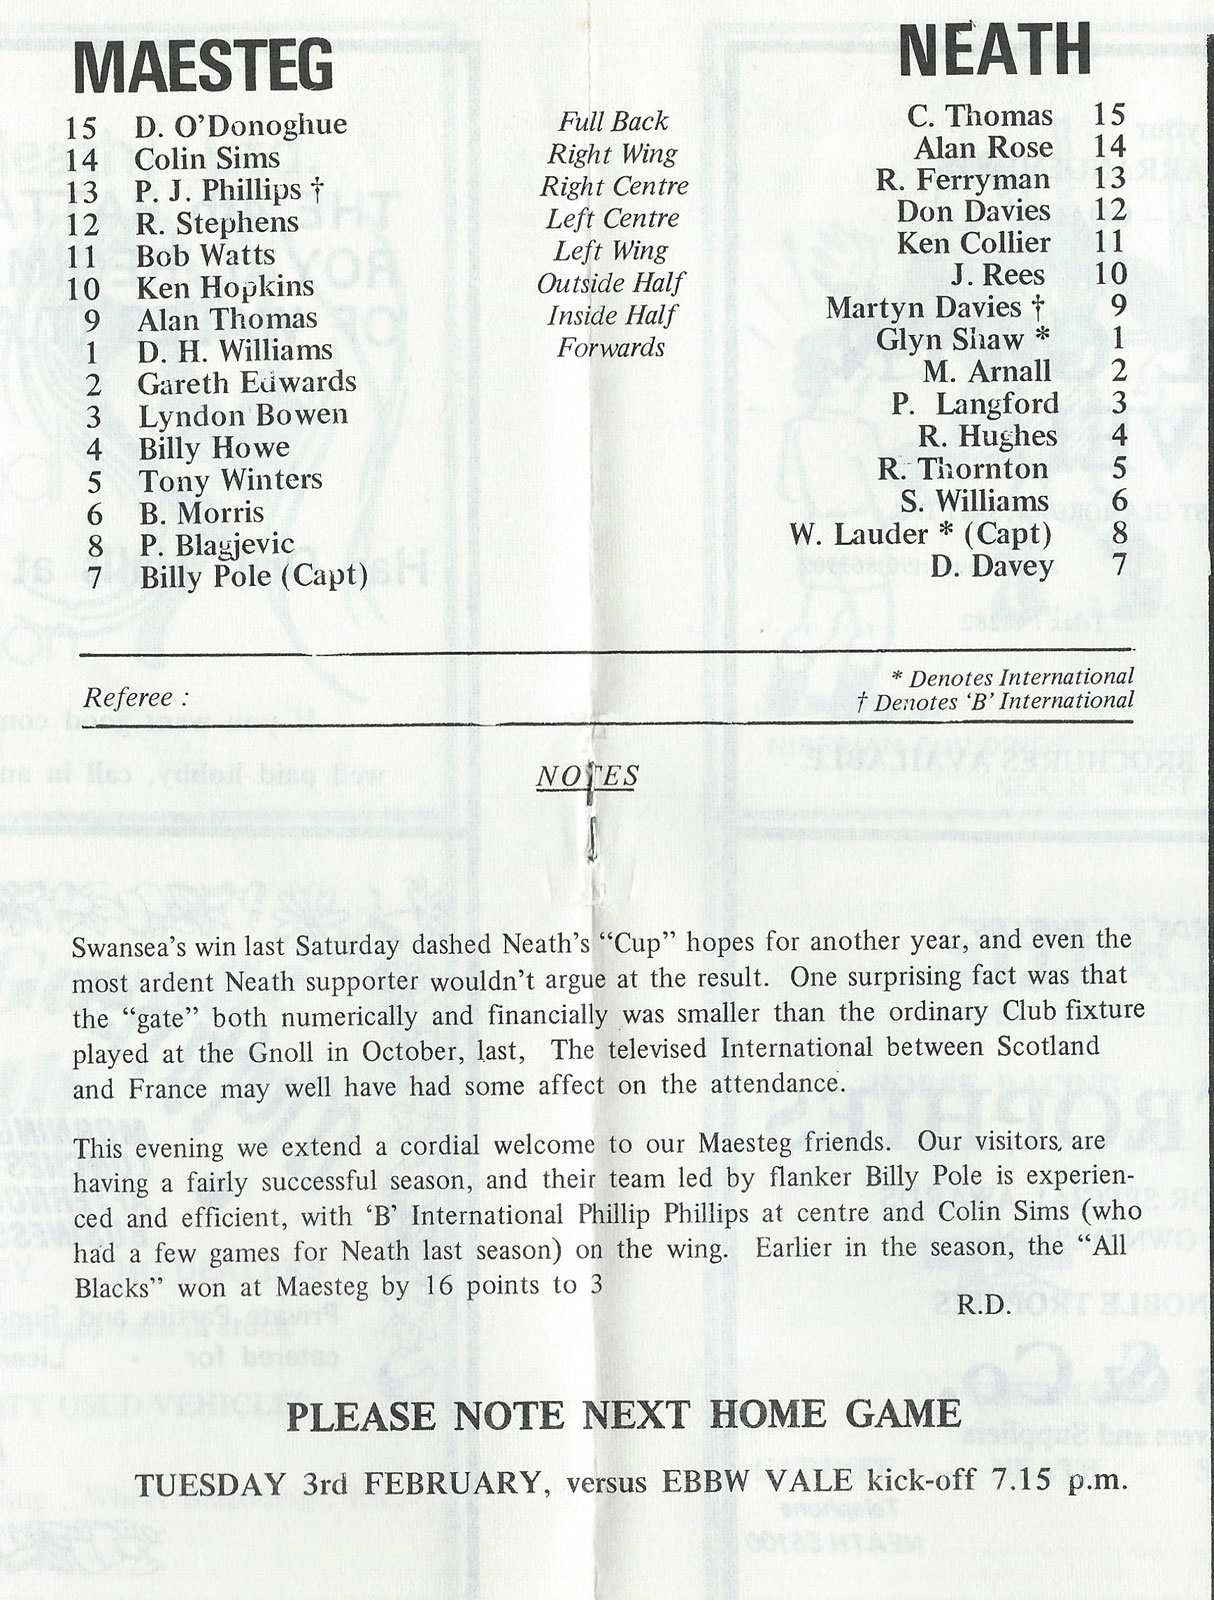 MAESTEG NEATH
15 D. O'Donoghue Full Back C. Thomas 15
14 Colin Sims Right Wing Alan Rose 14
13 P. J. Phillips † Right Centre R. Ferryman 13
12 R. Stephens Left Centre Don Davies 12
11 Bob Watts Left Wing Ken Collier 11
10 Ken Hopkins Outside Half J. Rees 10
9 Alan Thomas Inside Half Martyn Davies † 9
1 D. H. Williams Forwards Glyn Shaw * 1
2 Gareth Edwards M. Arnall 2
3 Lyndon Bowen P. Langford 3
4 Billy Howe R. Hughes 4
5 Tony Winters R. Thornton 5
6 B. Morris S. Williams 6
8 P. Blagjevic W. Lauder * (Capt) 8
7 Billy Pole (Capt) D. Davey 7
Referee :
* Denotes International
† Denotes 'B' International
NOTES
Swansea's win last Saturday dashed Neath's "Cup" hopes for another year, and even the
most ardent Neath supporter wouldn't argue at the result. One surprising fact was that
the "gate" both numerically and financially was smaller than the ordinary Club fixture
played at the Gnoll in October, last, The televised International between Scotland
and France may well have had some affect on the attendance.
This evening we extend a cordial welcome to our Maesteg friends. Our visitors, are
having a fairly successful season, and their team led by flanker Billy Pole is experien-
ced and efficient, with 'B' International Phillip Phillips at centre and Colin Sims (who
had a few games for Neath last season) on the wing. Earlier in the season, the "All
Blacks" won at Maesteg by 16 points to 3
R.D.
PLEASE NOTE NEXT HOME GAME
TUESDAY 3rd FEBRUARY, versus EBBW VALE kick-off 7.15 p.m.